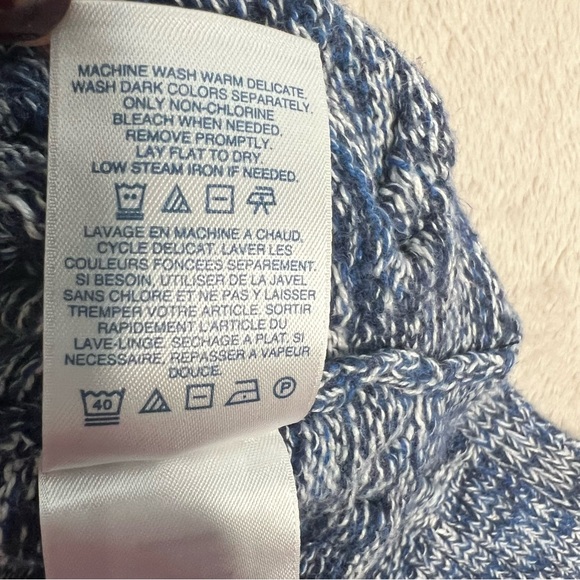 MACHINE WASH WARM DELICATE,
WASH DARK COLORS SEPARATELY.
ONLY NON-CHLORINE
BLEACH WHEN NEEDED.
REMOVE PROMPTLY.
LAY FLAT TO DRY.
LOW STEAM IRON IF NEEDED.
LAVAGE EN MACHINE A CHAUD,
CYCLE DELICAT. LAVER LES
COULEURS FONCÉES SEPAREMENT.
SI BESOIN, UTILISER DE LA JAVEL
SANS CHLORE ET NE PAS Y LAISSER
TREMPER VOTRE ARTICLE. SORTIR
RAPIDEMENT L'ARTICLE DU
LAVE-LINGE. SECHAGE A PLAT. SI
NECESSAIRE, REPASSER A VAPEUR
DOUCE.
40 P